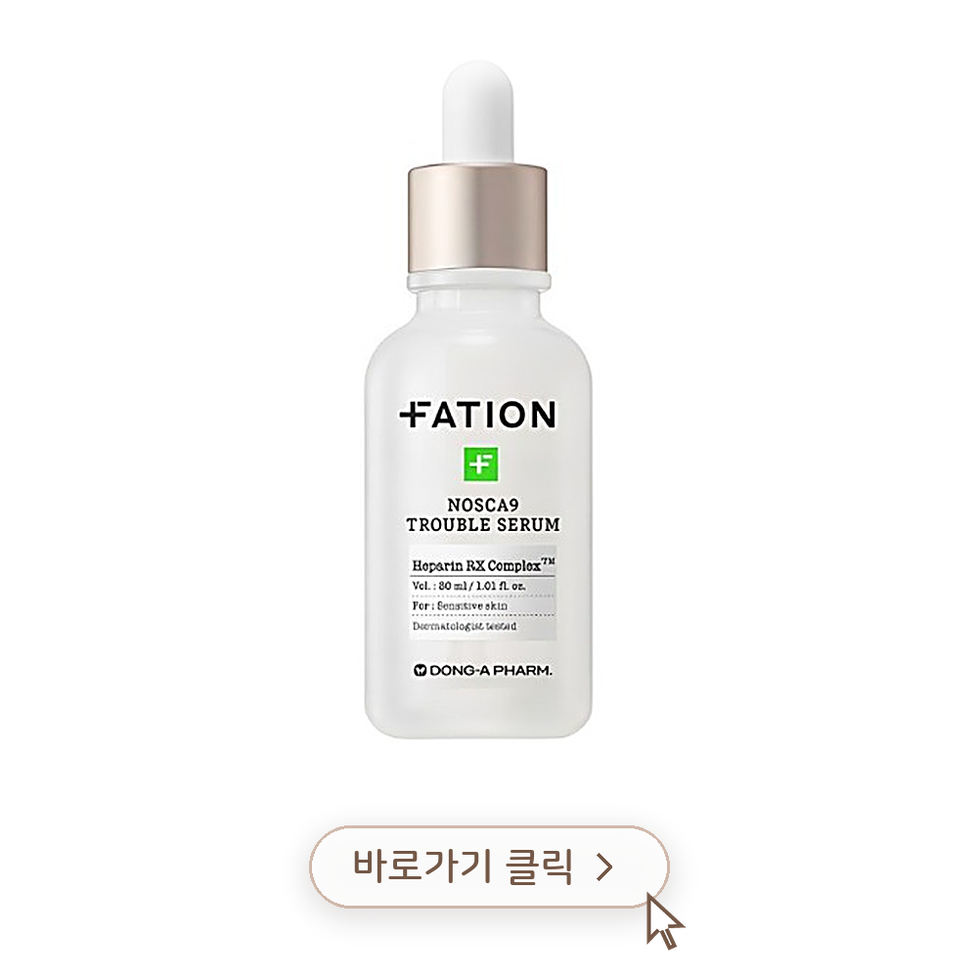 FATION
NOSCA9
TROUBLE SERUM
Heparin RX Complex™
Vol. : 30 ml / 1.01 fl. oz.
For : Sensitive skin
Dermatologist tested
DONG-A PHARM.
바로가기 클릭 >